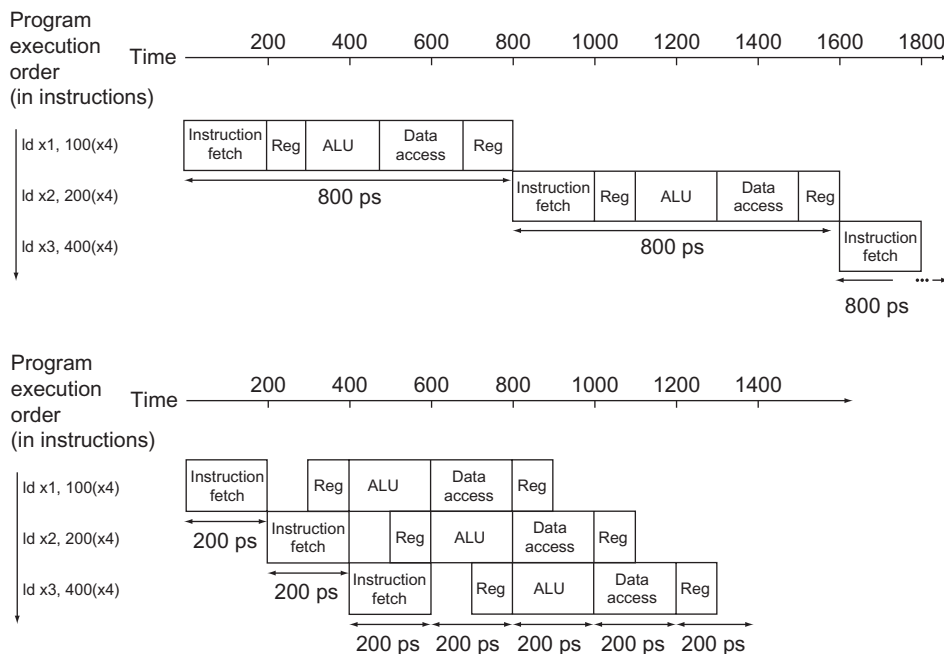 Program
execution
order
(in instructions)
Time
200 400 600 800 1000 1200 1400 1600 1800
ld x1, 100(x4)
Instruction
fetch
Reg
ALU
Data
access
Reg
800 ps
ld x2, 200(x4)
Instruction
fetch
Reg
ALU
Data
access
Reg
800 ps
ld x3, 400(x4)
Instruction
fetch
...
800 ps
Program
execution
order
(in instructions)
Time
200 400 600 800 1000 1200 1400
ld x1, 100(x4)
Instruction
fetch
Reg
ALU
Data
access
Reg
200 ps
ld x2, 200(x4)
Instruction
fetch
Reg
ALU
Data
access
Reg
200 ps
ld x3, 400(x4)
Instruction
fetch
Reg
ALU
Data
access
Reg
200 ps 200 ps 200 ps 200 ps 200 ps